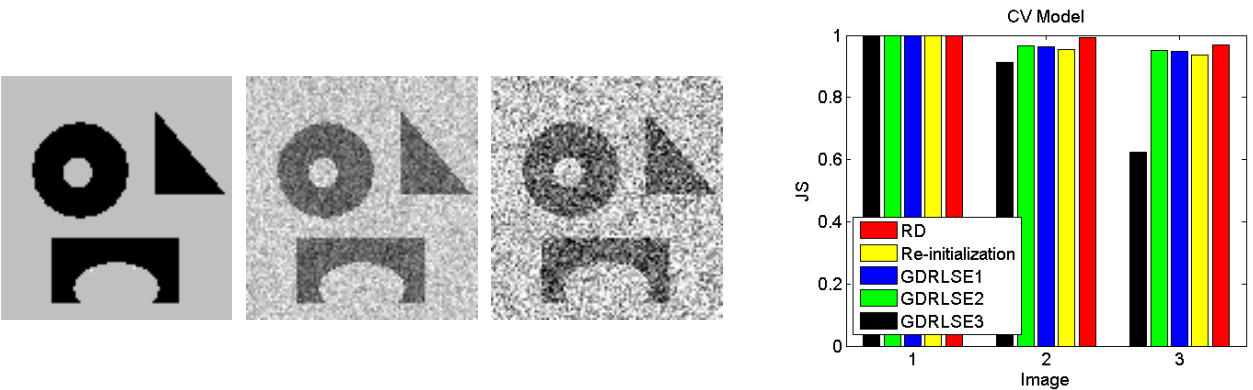 CV Model
1
0.8
0.6
0.4
0.2
0
JS
RD
Re-initialization
GDRLSE1
GDRLSE2
GDRLSE3
1 2 3
Image